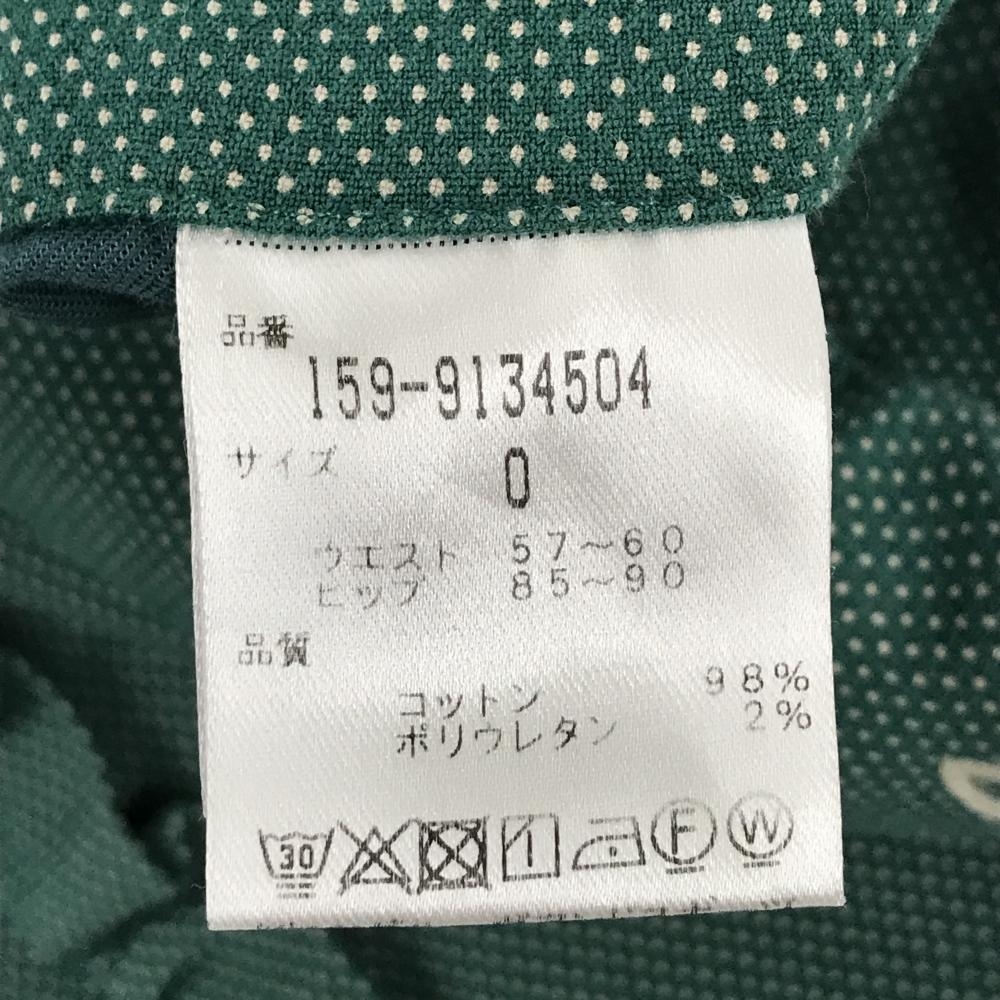 品番
159-9134504
サイズ 0
ウエスト 57~60
ヒップ 85~90
品質
コットン 98%
ポリウレタン 2%
30 F W